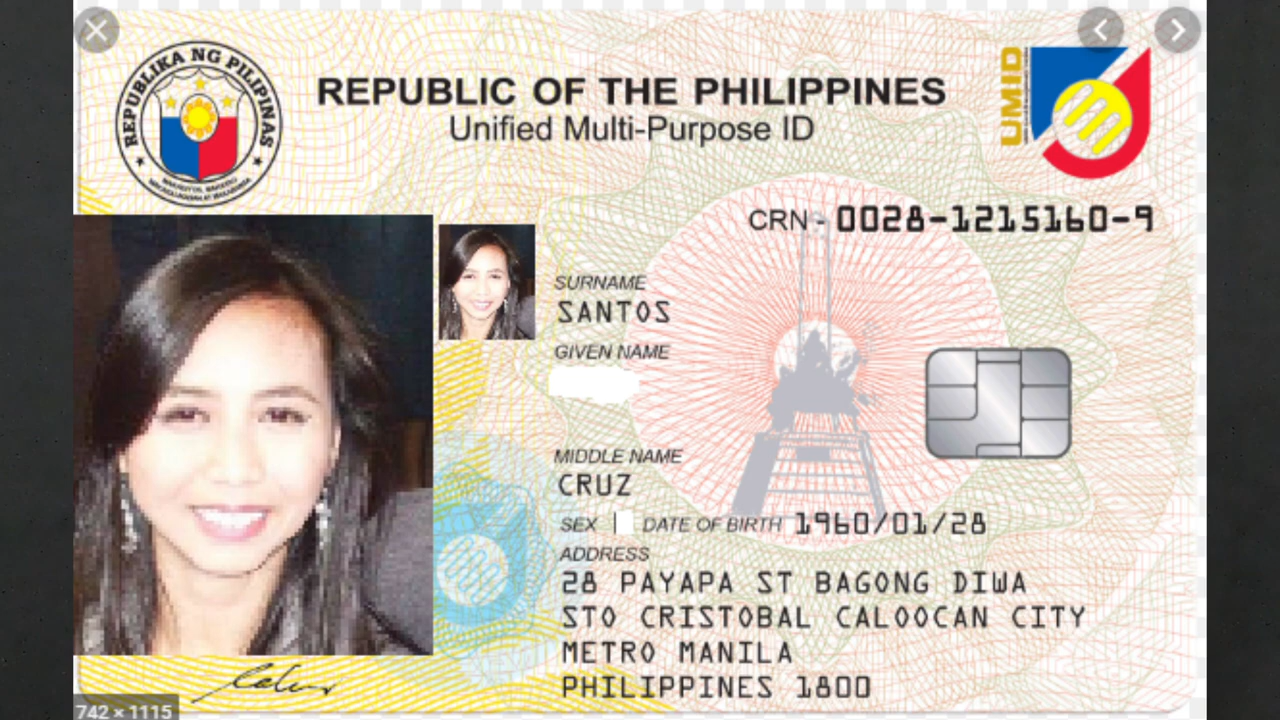 REPUBLIKA NG PILIPINAS
REPUBLIC OF THE PHILIPPINES
Unified Multi-Purpose ID
UMID
CRN - 0028-1215160-9
SURNAME
SANTOS
GIVEN NAME
MIDDLE NAME
CRUZ
SEX DATE OF BIRTH 1960/01/28
ADDRESS
28 PAYAPA ST BAGONG DIWA
STO CRISTOBAL CALOOCAN CITY
METRO MANILA
PHILIPPINES 1800
742 × 1115